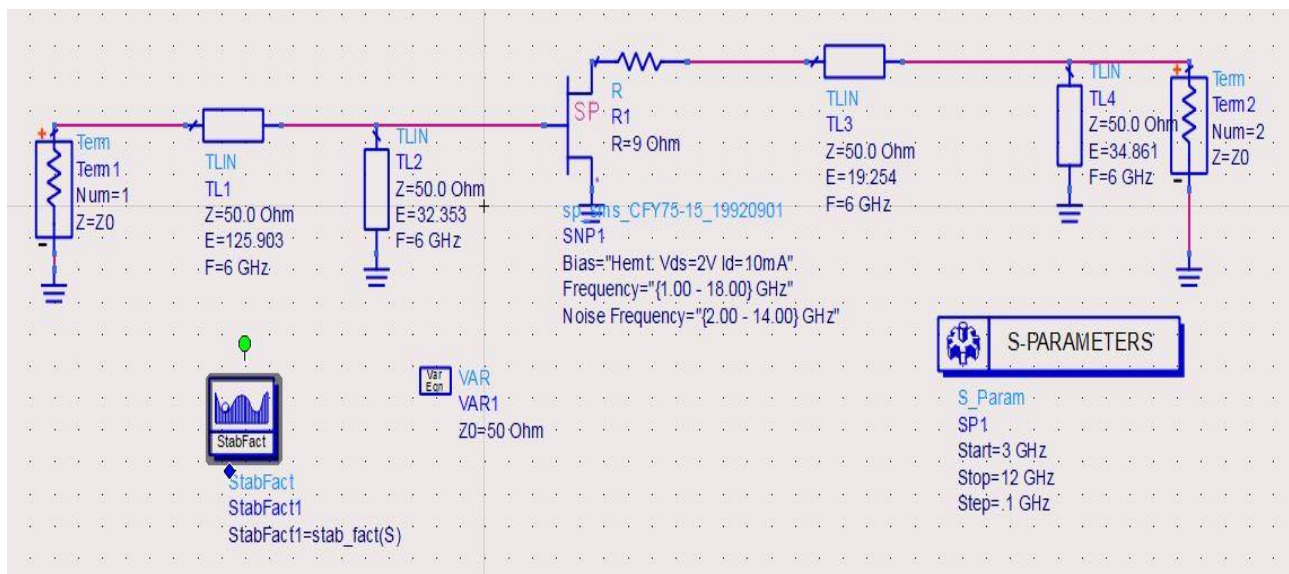 Term
Term1
Num=1
Z=Z0
TLIN
TL1
Z=50.0 Ohm
E=125.903
F=6 GHz
TLIN
TL2
Z=50.0 Ohm
E=32.353
F=6 GHz
SP
R
R1
R=9 Ohm
SNP1
Bias="Hemt: Vds=2V Id=10mA"
Frequency="{1.00 - 18.00} GHz"
Noise Frequency="{2.00 - 14.00} GHz"
TLIN
TL3
Z=50.0 Ohm
E=19.254
F=6 GHz
TLIN
TL4
Z=50.0 Ohm
E=34.861
F=6 GHz
Term
Term2
Num=2
Z=Z0
StabFact
StabFact
StabFact1
StabFact1=stab_fact(S)
Var
Eqn
VAR
VAR1
Z0=50 Ohm
S-PARAMETERS
S_Param
SP1
Start=3 GHz
Stop=12 GHz
Step=.1 GHz